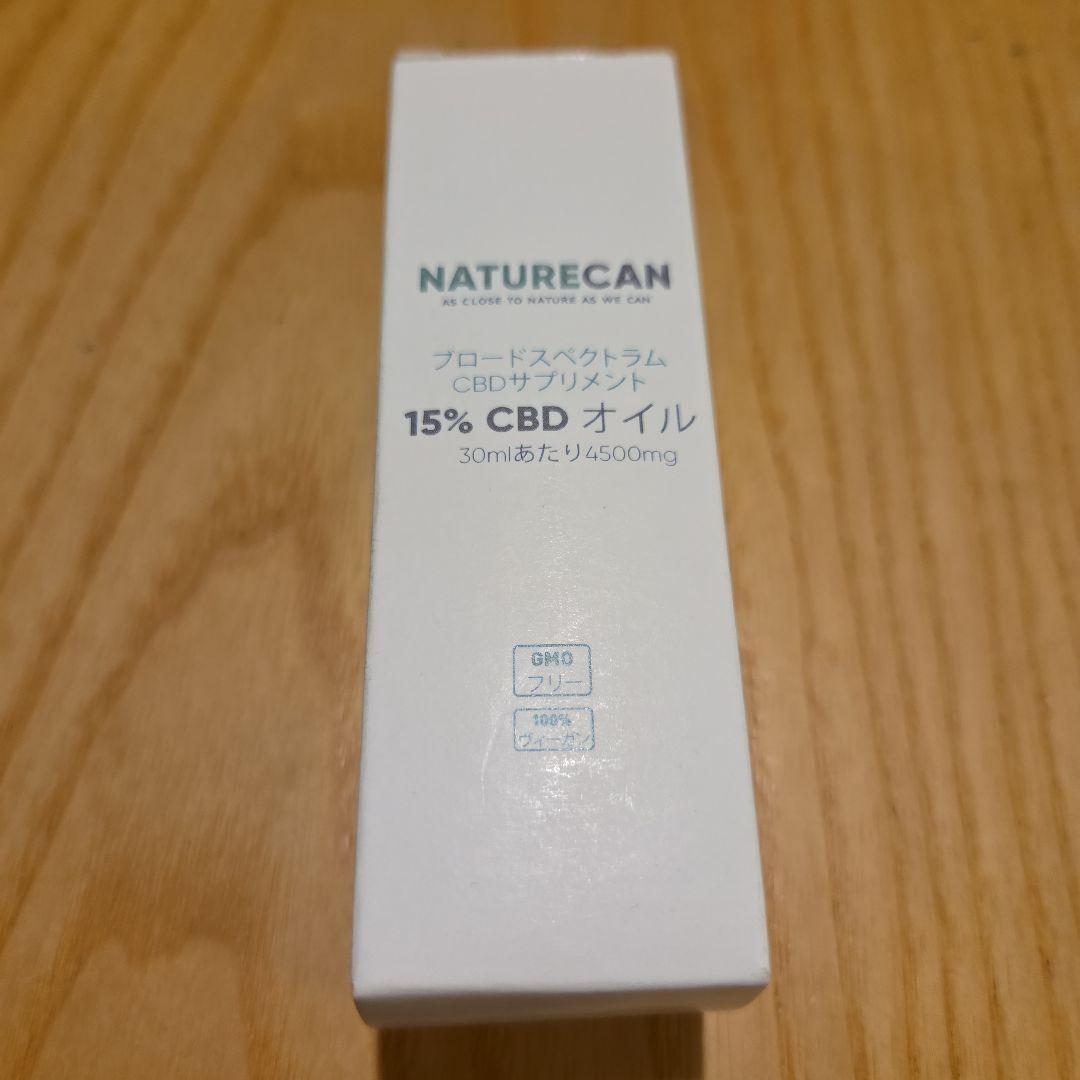 NATURECAN
AS CLOSE TO NATURE AS WE CAN
ブロードスペクトラム
CBDサプリメント
15% CBD オイル
30mlあたり4500mg
GMO
フリー
100%
ヴィーガン